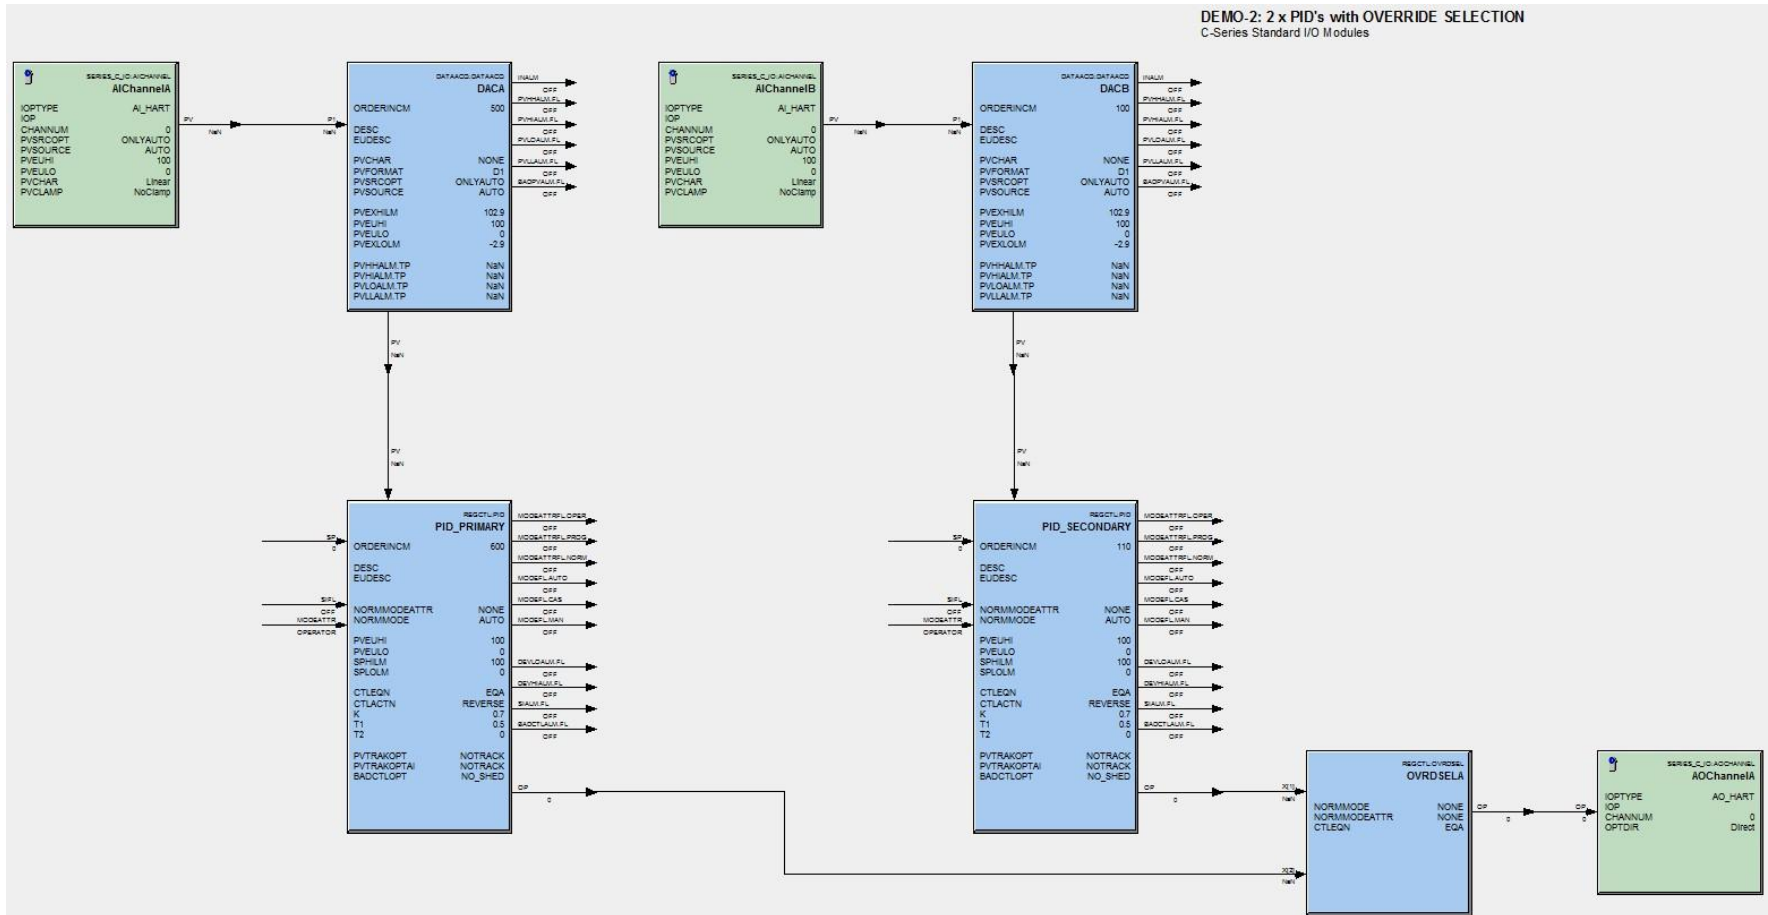 DEMO-2: 2 x PID's with OVERRIDE SELECTION
C-Series Standard I/O Modules
SERIES_C_IO.AICHANNEL
AIChannelA
IOPTYPE AI_HART
IOP
CHANNUM 0
PVSRCOPT ONLYAUTO
PVSOURCE AUTO
PVEUHI 100
PVEULO 0
PVCHAR Linear
PVCLAMP NoClamp
PV
NaN
P1
NaN
DATAACQ.DATAACQ
DACA
ORDERINCM 500
DESC
EUDESC
PVCHAR NONE
PVFORMAT D1
PVSRCOPT ONLYAUTO
PVSOURCE AUTO
PVEXHILM 102.9
PVEUHI 100
PVEULO 0
PVEXLOLM -2.9
PVHHALM.TP NaN
PVHIALM.TP NaN
PVLOALM.TP NaN
PVLLALM.TP NaN
INALM
OFF
PVHHALM.FL
OFF
PVHIALM.FL
OFF
PVLOALM.FL
OFF
PVLLALM.FL
OFF
BADPVALM.FL
OFF
SERIES_C_IO.AICHANNEL
AIChannelB
IOPTYPE AI_HART
IOP
CHANNUM 0
PVSRCOPT ONLYAUTO
PVSOURCE AUTO
PVEUHI 100
PVEULO 0
PVCHAR Linear
PVCLAMP NoClamp
PV
NaN
P1
NaN
DATAACQ.DATAACQ
DACB
ORDERINCM 100
DESC
EUDESC
PVCHAR NONE
PVFORMAT D1
PVSRCOPT ONLYAUTO
PVSOURCE AUTO
PVEXHILM 102.9
PVEUHI 100
PVEULO 0
PVEXLOLM -2.9
PVHHALM.TP NaN
PVHIALM.TP NaN
PVLOALM.TP NaN
PVLLALM.TP NaN
INALM
OFF
PVHHALM.FL
OFF
PVHIALM.FL
OFF
PVLOALM.FL
OFF
PVLLALM.FL
OFF
BADPVALM.FL
OFF
PV
NaN
PV
NaN
PV
NaN
PV
NaN
SP
0
SIFL
OFF
MODEATTR
OPERATOR
REGCTL.PID
PID_PRIMARY
ORDERINCM 600
DESC
EUDESC
NORMMODEATTR NONE
NORMMODE AUTO
PVEUHI 100
PVEULO 0
SPHILM 100
SPLOLM 0
CTLEQN EQA
CTLACTN REVERSE
K 0.7
T1 0.5
T2 0
PVTRAKOPT NOTRACK
PVTRAKOPTAI NOTRACK
BADCTLOPT NO_SHED
MODEATTRFL.OPER
OFF
MODEATTRFL.PROG
OFF
MODEATTRFL.NORM
OFF
MODEFL.AUTO
OFF
MODEFL.CAS
OFF
MODEFL.MAN
OFF
DEVLOALM.FL
OFF
DEVHIALM.FL
OFF
SIALM.FL
OFF
BADCTLALM.FL
OFF
OP
0
SP
0
SIFL
OFF
MODEATTR
OPERATOR
REGCTL.PID
PID_SECONDARY
ORDERINCM 110
DESC
EUDESC
NORMMODEATTR NONE
NORMMODE AUTO
PVEUHI 100
PVEULO 0
SPHILM 100
SPLOLM 0
CTLEQN EQA
CTLACTN REVERSE
K 0.7
T1 0.5
T2 0
PVTRAKOPT NOTRACK
PVTRAKOPTAI NOTRACK
BADCTLOPT NO_SHED
MODEATTRFL.OPER
OFF
MODEATTRFL.PROG
OFF
MODEATTRFL.NORM
OFF
MODEFL.AUTO
OFF
MODEFL.CAS
OFF
MODEFL.MAN
OFF
DEVLOALM.FL
OFF
DEVHIALM.FL
OFF
SIALM.FL
OFF
BADCTLALM.FL
OFF
OP
0
X[1]
NaN
X[2]
NaN
REGCTL.OVRDSEL
OVRDSELA
NORMMODE NONE
NORMMODEATTR NONE
CTLEQN EQA
OP
0
OP
0
SERIES_C_IO.AOCHANNEL
AOChannelA
IOPTYPE AO_HART
IOP
CHANNUM 0
OPTDIR Direct